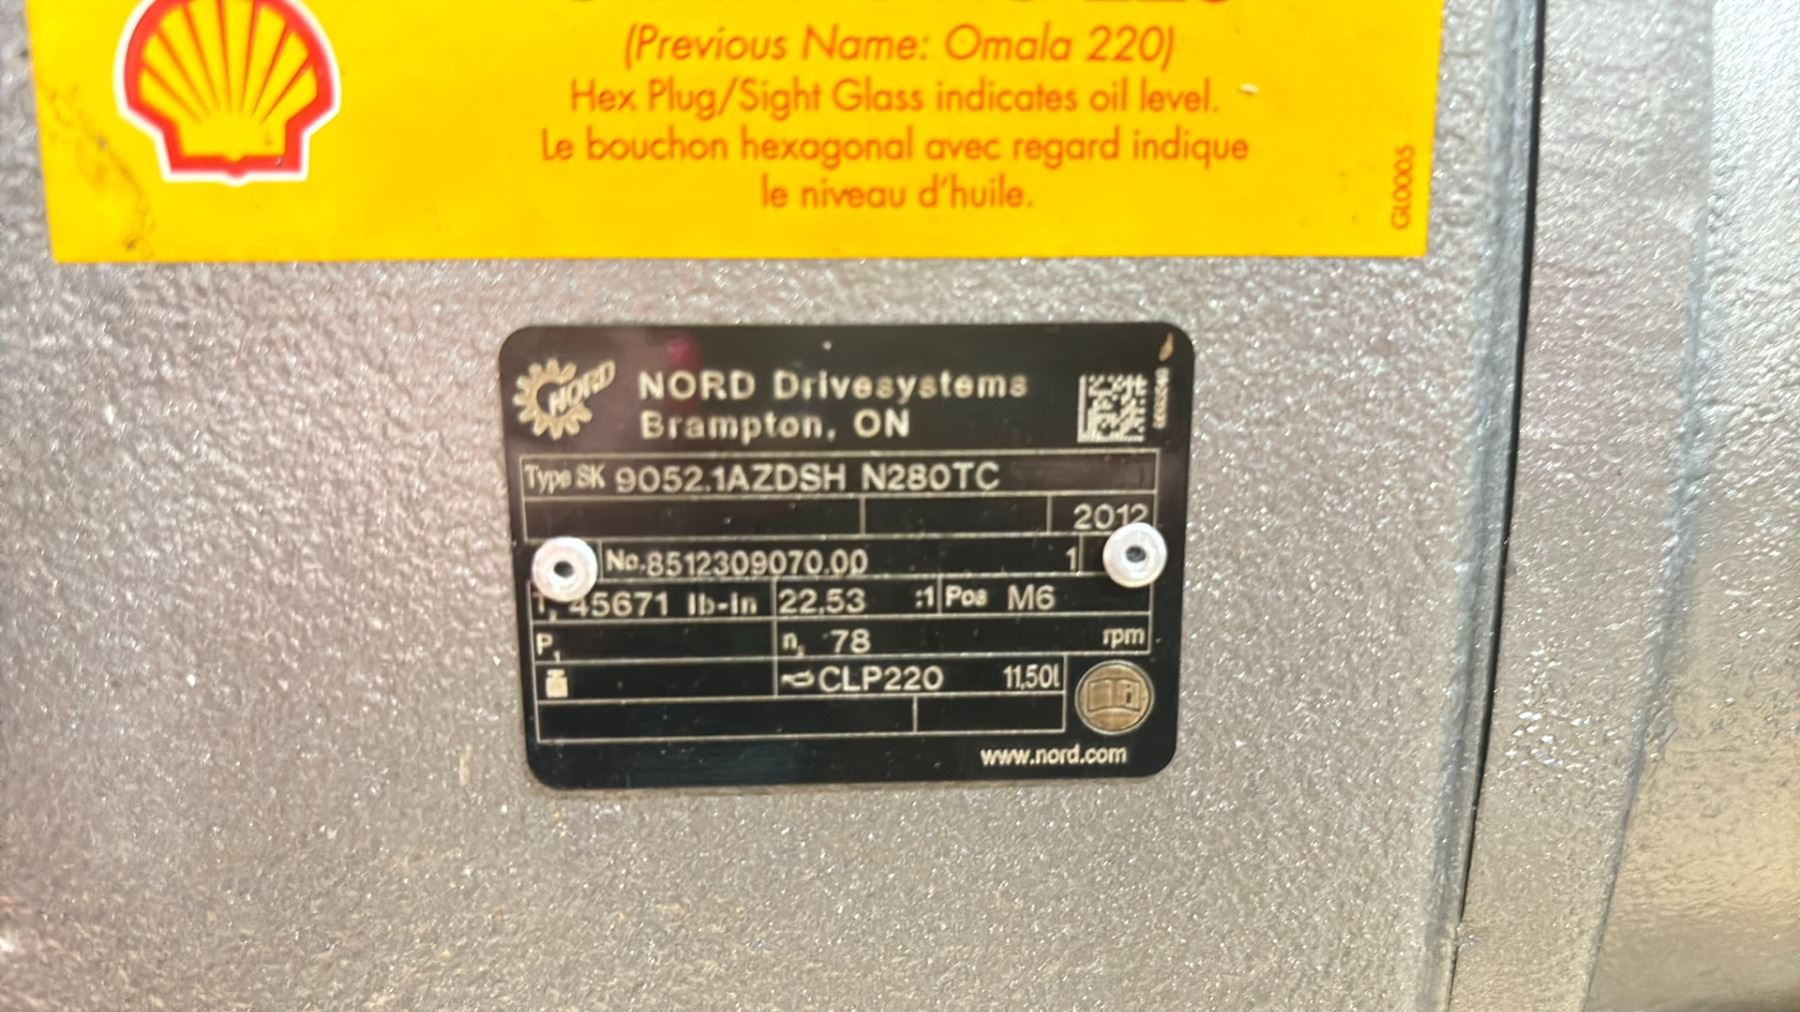 (Previous Name: Omala 220)
Hex Plug/Sight Glass indicates oil level.
Le bouchon hexagonal avec regard indique
le niveau d'huile.
GL0005
NORD
NORD Drivesystems
Brampton, ON
Type SK 9052.1AZDSH N280TC
2012
No. 8512309070.00 1
45671 lb-in 22.53 :1 Pos M6
P₁ n₂ 78 rpm
CLP220 11,50l
www.nord.com